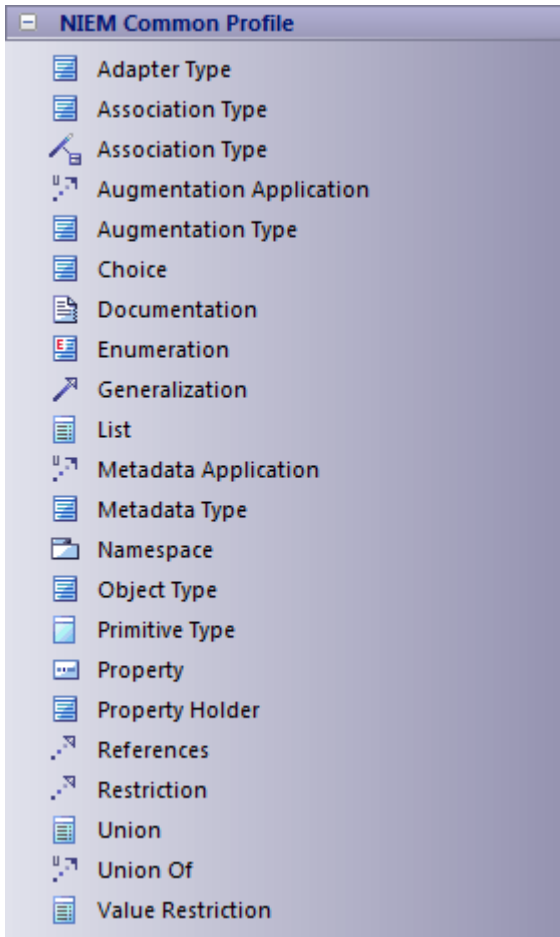 NIEM Common Profile
Adapter Type
Association Type
Association Type
Augmentation Application
Augmentation Type
Choice
Documentation
Enumeration
Generalization
List
Metadata Application
Metadata Type
Namespace
Object Type
Primitive Type
Property
Property Holder
References
Restriction
Union
Union Of
Value Restriction